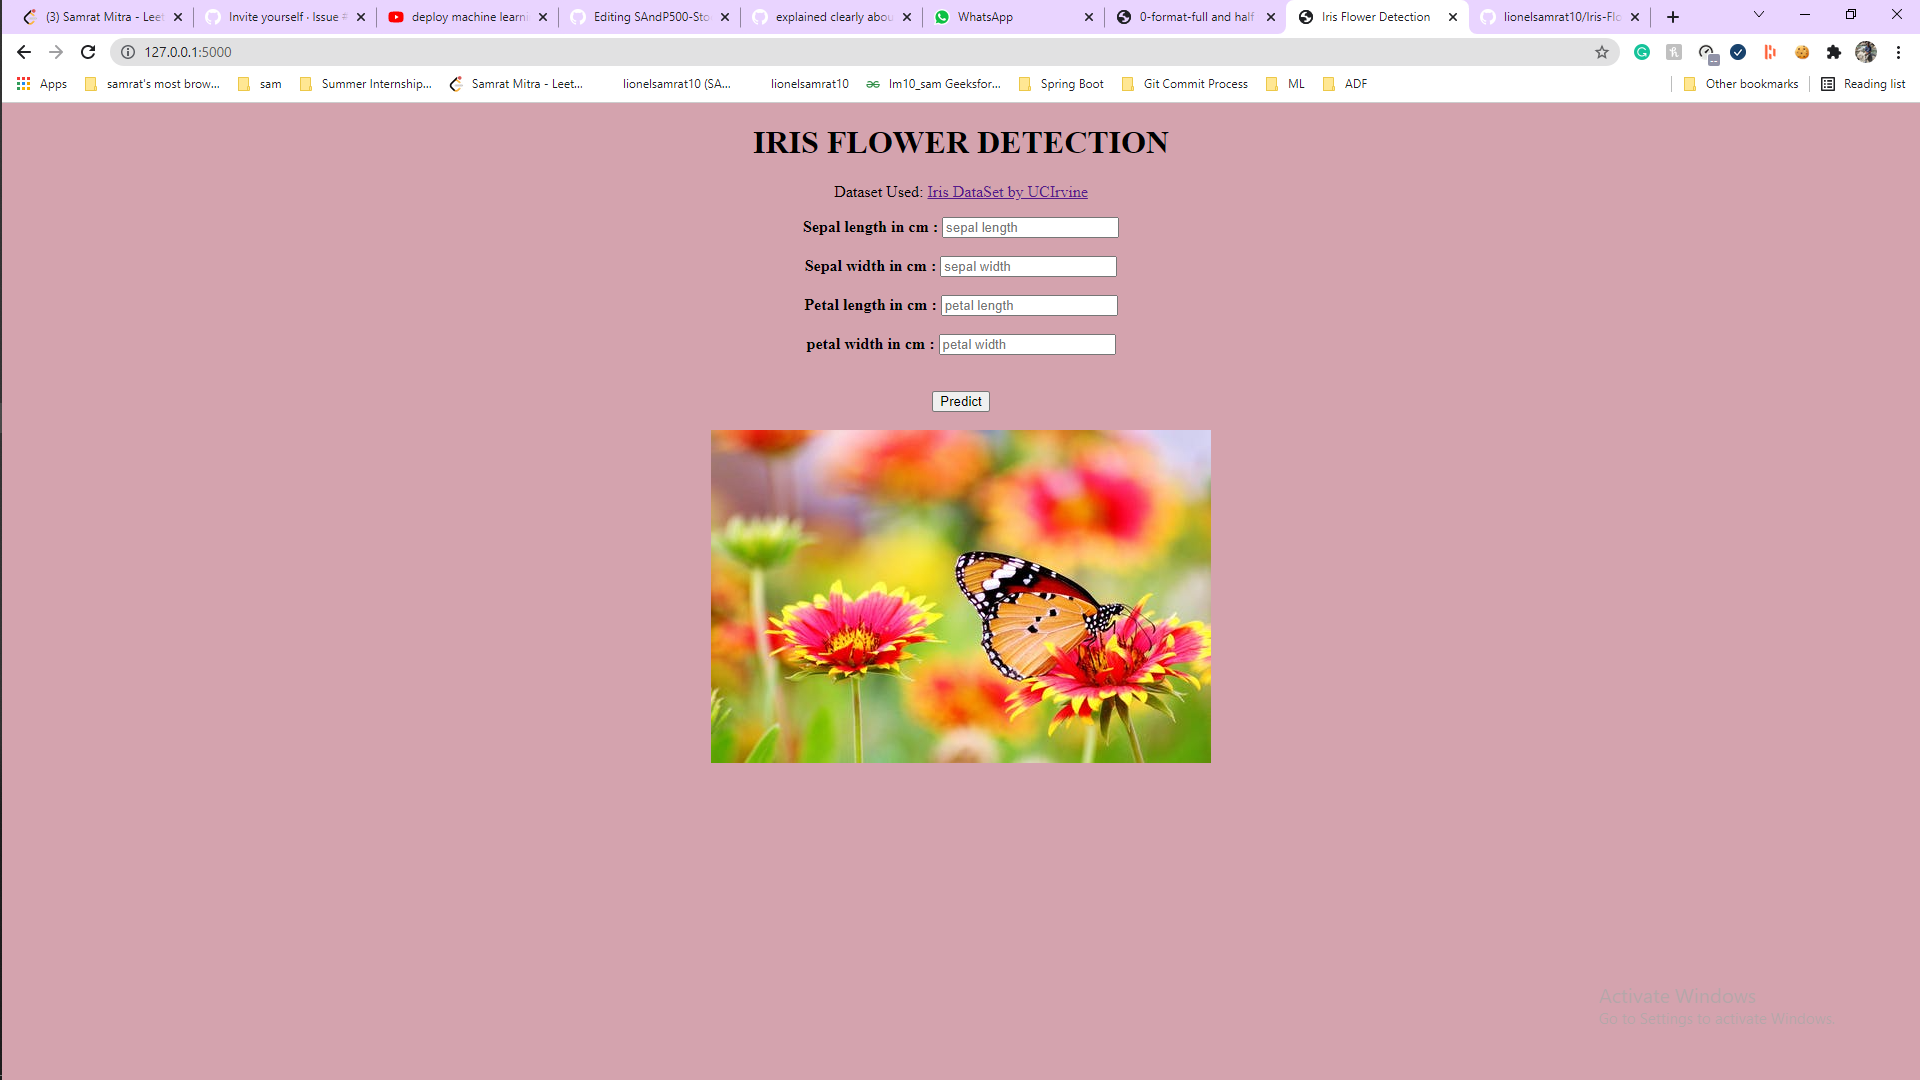 (3) Samrat Mitra - Leet
Invite yourself · Issue #
deploy machine learni
Editing SAndP500-Sto
explained clearly abou
WhatsApp
0-format-full and half
Iris Flower Detection
lionelsamrat10/Iris-Flo
127.0.0.1:5000
Apps
samrat's most brow...
sam
Summer Internship...
Samrat Mitra - Leet...
lionelsamrat10 (SA...
lionelsamrat10
Im10_sam Geeksfor...
Spring Boot
Git Commit Process
ML
ADF
Other bookmarks
Reading list
IRIS FLOWER DETECTION
Dataset Used: Iris DataSet by UCIrvine
Sepal length in cm : sepal length
Sepal width in cm : sepal width
Petal length in cm : petal length
petal width in cm : petal width
Predict
Activate Windows
Go to Settings to activate Windows.